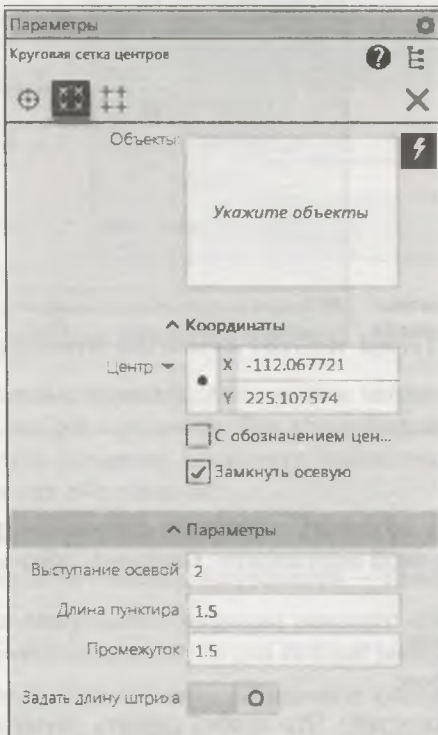 Параметры
Круговая сетка центров
Объекты:
Укажите объекты
Координаты
Центр
X -112.067721
Y 225.107574
С обозначением цен...
Замкнуть осевую
Параметры
Выступание осевой 2
Длина пунктира 1.5
Промежуток 1.5
Задать длину штриха